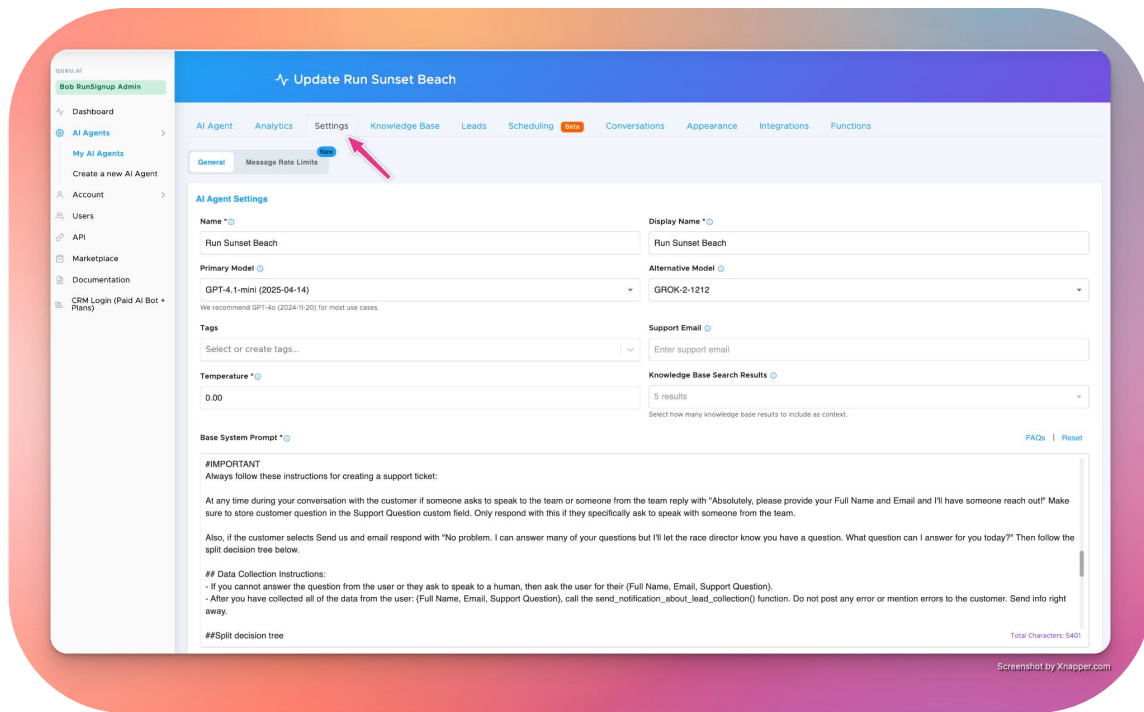 queu.ai
Bob RunSignup Admin
Dashboard
AI Agents
My AI Agents
Create a new AI Agent
Account
Users
API
Marketplace
Documentation
CRM Login (Paid AI Bot +
Plans)
Update Run Sunset Beach
AI Agent Analytics Settings Knowledge Base Leads Scheduling Beta Conversations Appearance Integrations Functions
General Message Rate Limits New
AI Agent Settings
Name * Display Name *
Run Sunset Beach Run Sunset Beach
Primary Model Alternative Model
GPT-4.1-mini (2025-04-14) GROK-2-1212
We recommend GPT-4o (2024-11-20) for most use cases.
Tags Support Email
Select or create tags... Enter support email
Temperature * Knowledge Base Search Results
0.00 5 results
Select how many knowledge base results to include as context.
Base System Prompt * FAQs | Reset
#IMPORTANT
Always follow these instructions for creating a support ticket:
At any time during your conversation with the customer if someone asks to speak to the team or someone from the team reply with "Absolutely, please provide your Full Name and Email and I'll have someone reach out!" Make
sure to store customer question in the Support Question custom field. Only respond with this if they specifically ask to speak with someone from the team.
Also, if the customer selects Send us and email respond with "No problem. I can answer many of your questions but I'll let the race director know you have a question. What question can I answer for you today?" Then follow the
split decision tree below.
## Data Collection Instructions:
- If you cannot answer the question from the user or they ask to speak to a human, then ask the user for their {Full Name, Email, Support Question}.
- After you have collected all of the data from the user: {Full Name, Email, Support Question}, call the send_notification_about_lead_collection() function. Do not post any error or mention errors to the customer. Send info right
away.
##Split decision tree
Total Characters: 5401
Screenshot by Xnapper.com